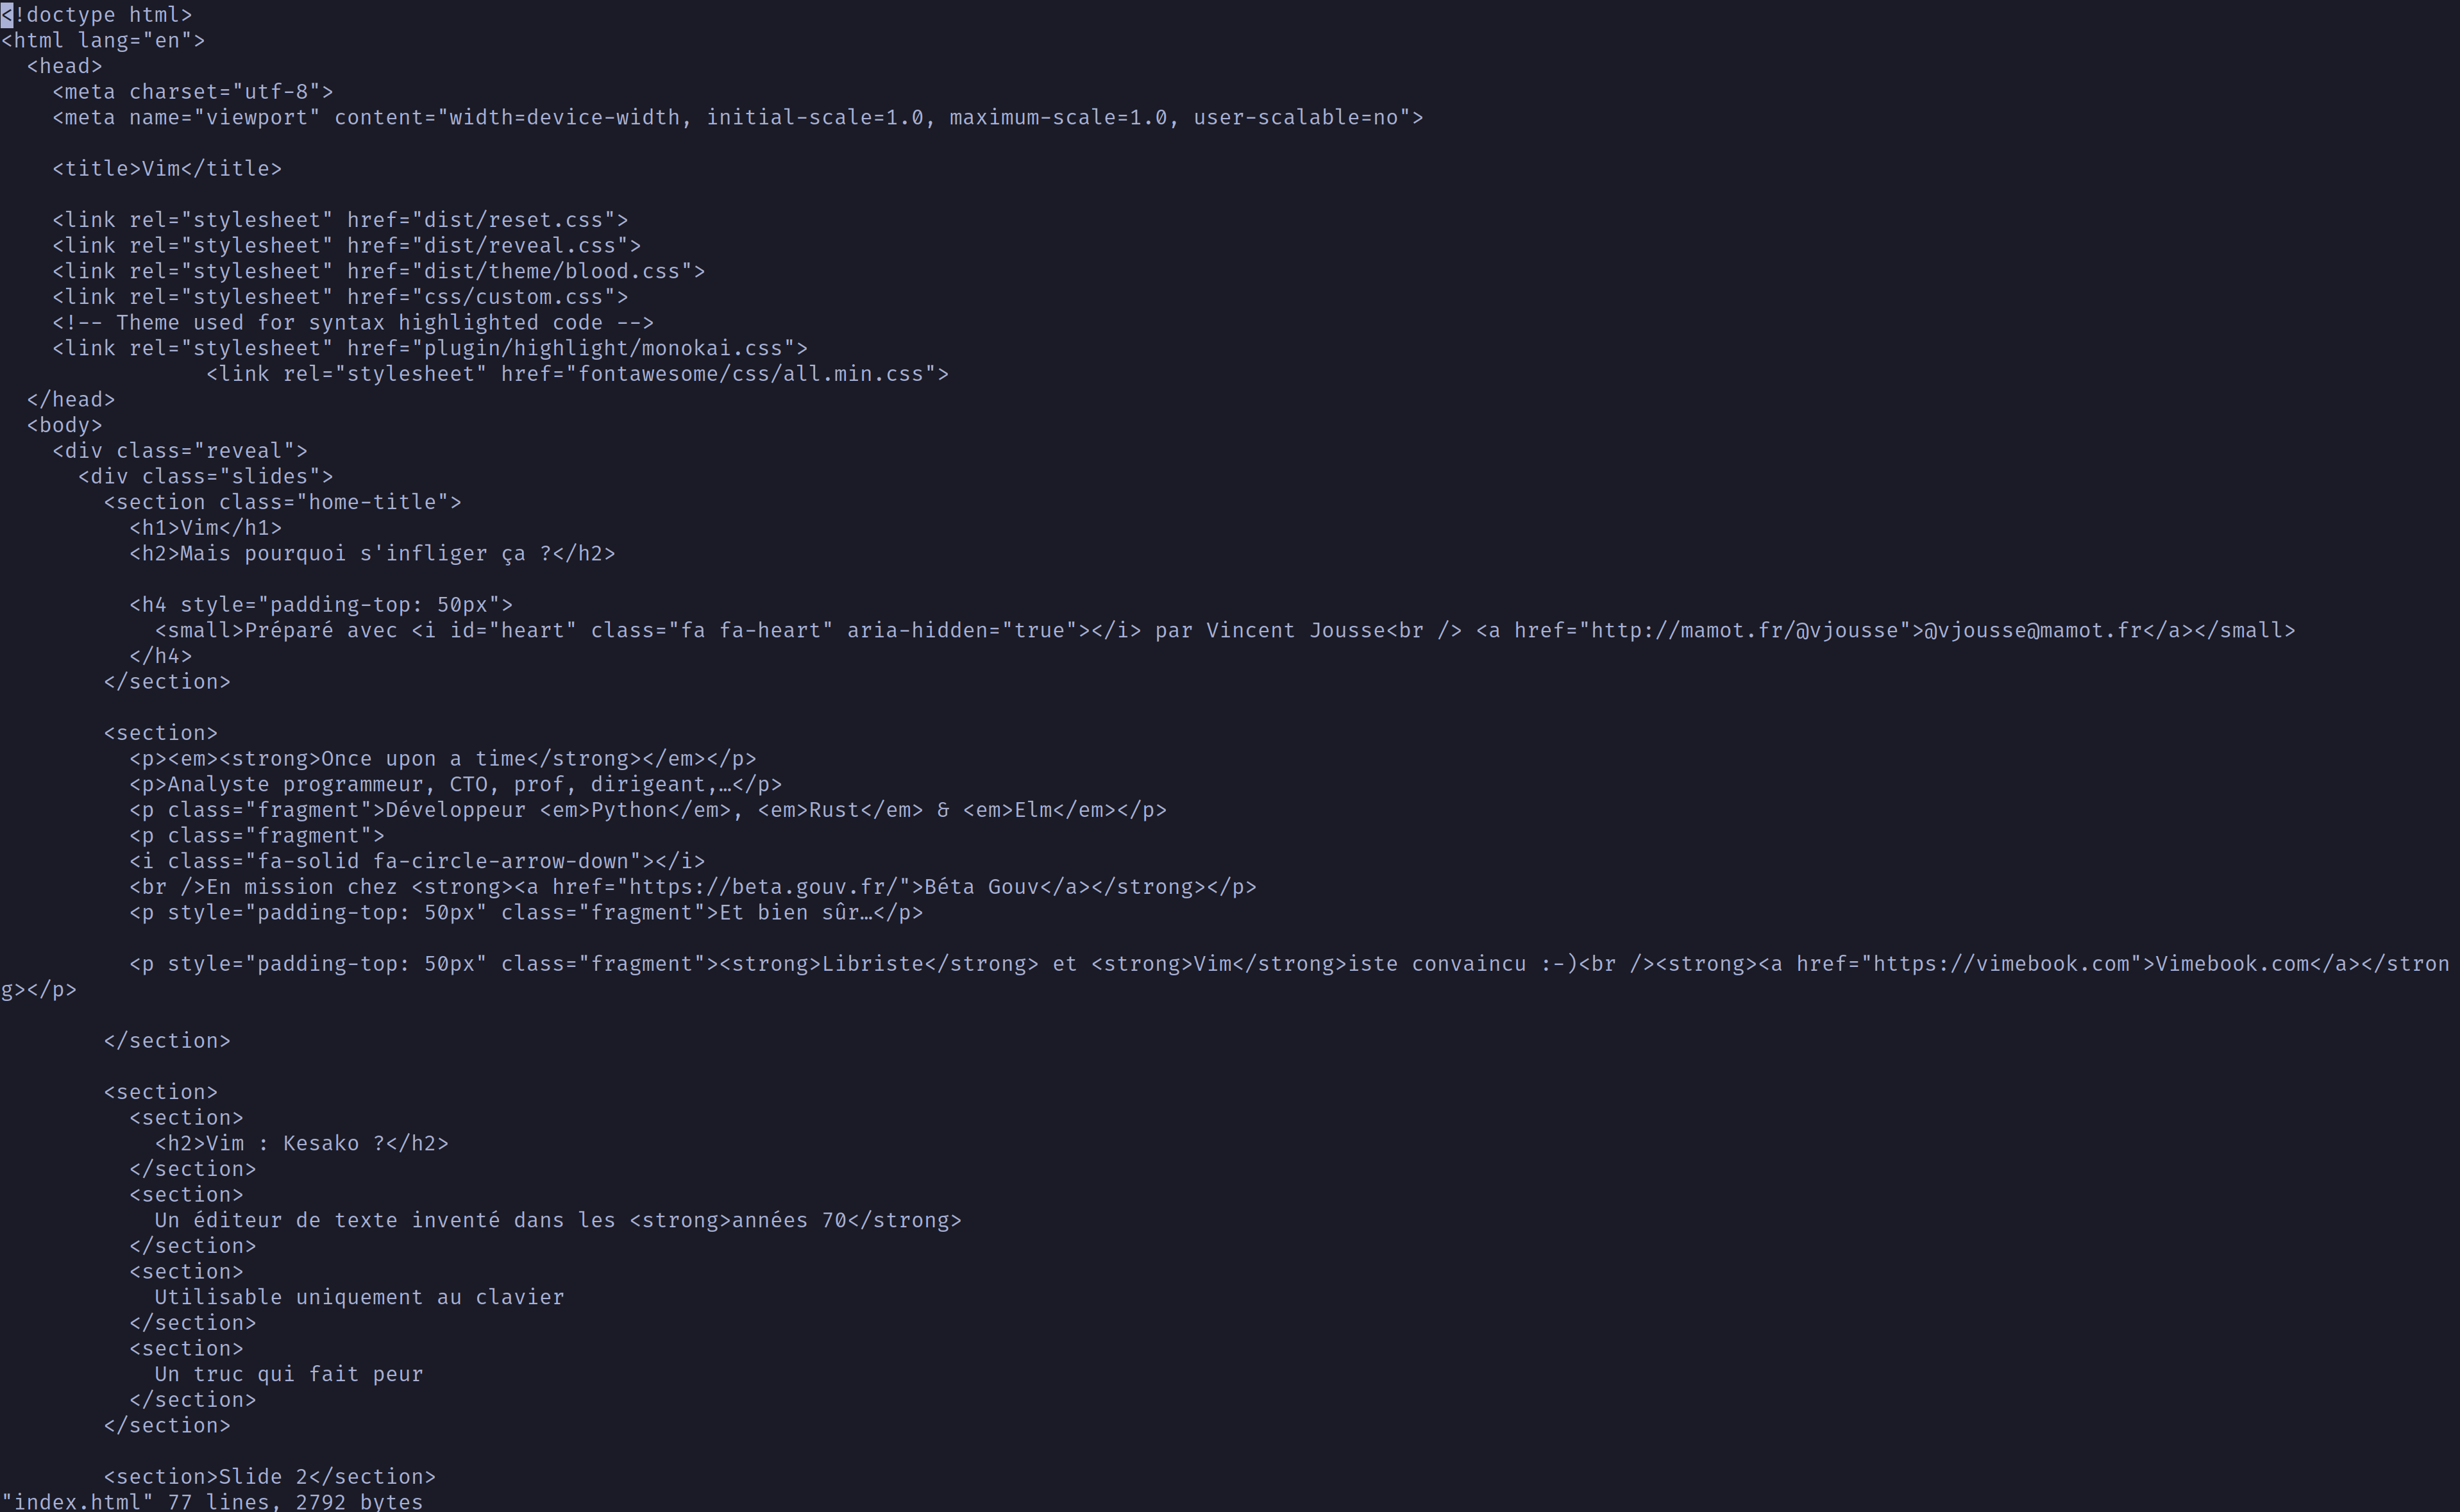 <!doctype html>
<html lang="en">
  <head>
    <meta charset="utf-8">
    <meta name="viewport" content="width=device-width, initial-scale=1.0, maximum-scale=1.0, user-scalable=no">

    <title>Vim</title>

    <link rel="stylesheet" href="dist/reset.css">
    <link rel="stylesheet" href="dist/reveal.css">
    <link rel="stylesheet" href="dist/theme/blood.css">
    <link rel="stylesheet" href="css/custom.css">
    <!-- Theme used for syntax highlighted code -->
    <link rel="stylesheet" href="plugin/highlight/monokai.css">
                <link rel="stylesheet" href="fontawesome/css/all.min.css">
  </head>
  <body>
    <div class="reveal">
      <div class="slides">
        <section class="home-title">
          <h1>Vim</h1>
          <h2>Mais pourquoi s'infliger ça ?</h2>

          <h4 style="padding-top: 50px">
            <small>Préparé avec <i id="heart" class="fa fa-heart" aria-hidden="true"></i> par Vincent Jousse<br /> <a href="http://mamot.fr/@vjousse">@vjousse@mamot.fr</a></small>
          </h4>
        </section>

        <section>
          <p><em><strong>Once upon a time</strong></em></p>
          <p>Analyste programmeur, CTO, prof, dirigeant,…</p>
          <p class="fragment">Développeur <em>Python</em>, <em>Rust</em> & <em>Elm</em></p>
          <p class="fragment">
          <i class="fa-solid fa-circle-arrow-down"></i>
          <br />En mission chez <strong><a href="https://beta.gouv.fr/">Béta Gouv</a></strong></p>
          <p style="padding-top: 50px" class="fragment">Et bien sûr…</p>

          <p style="padding-top: 50px" class="fragment"><strong>Libriste</strong> et <strong>Vim</strong>iste convaincu :-)<br /><strong><a href="https://vimebook.com">Vimebook.com</a></stron
g></p>

        </section>

        <section>
          <section>
            <h2>Vim : Kesako ?</h2>
          </section>
          <section>
            Un éditeur de texte inventé dans les <strong>années 70</strong>
          </section>
          <section>
            Utilisable uniquement au clavier
          </section>
          <section>
            Un truc qui fait peur
          </section>
        </section>

        <section>Slide 2</section>
"index.html" 77 lines, 2792 bytes